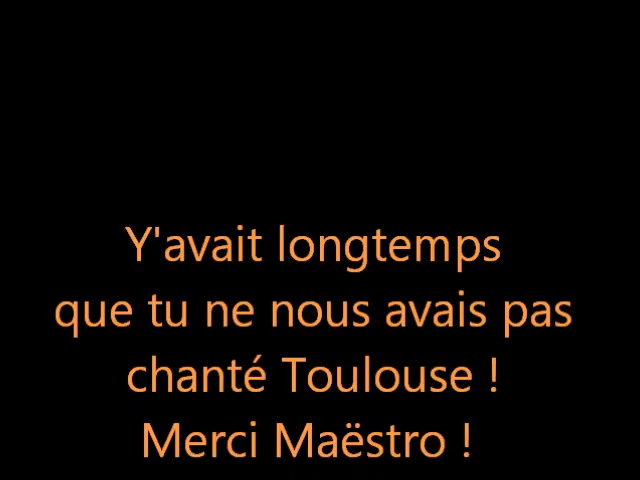 Y'avait longtemps
que tu ne nous avais pas
chanté Toulouse !
Merci Maëstro !